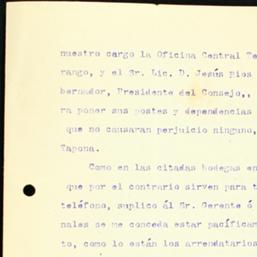 nuestro cargo la Oficina Central Te
rango, y el Sr. Lic. D. Jesús Rios
bernador, Presidente del Consejo,,
ra poner sus postes y dependencias
que no causaran perjuicio ninguno,
Tapona.
Como en las citadas bodegas en
que por el contrario sirven para t
teléfono, suplico ál Sr. Gerente ó
nales se me conceda estar pacíficam
to, como lo están los arrendatarios